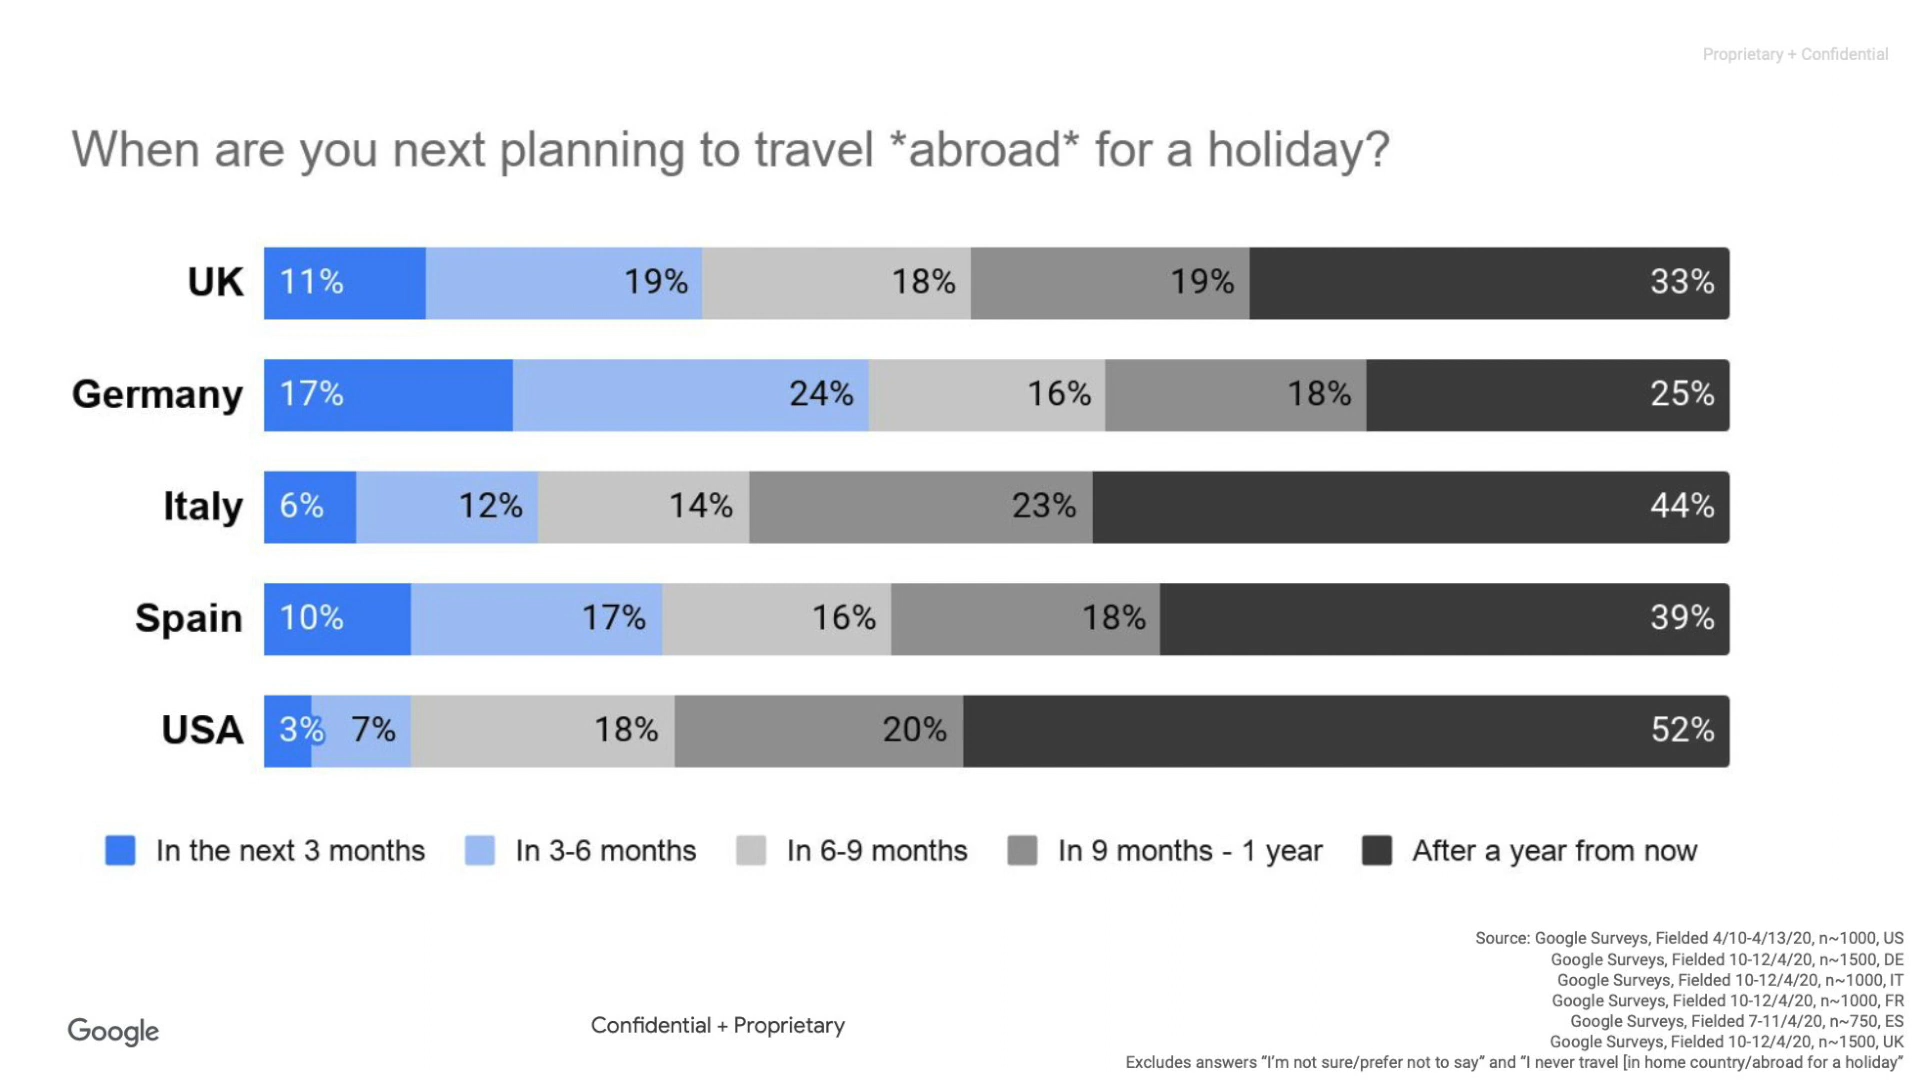 Proprietary + Confidential
When are you next planning to travel *abroad* for a holiday?
UK 11% 19% 18% 19% 33%
Germany 17% 24% 16% 18% 25%
Italy 6% 12% 14% 23% 44%
Spain 10% 17% 16% 18% 39%
USA 3% 7% 18% 20% 52%
In the next 3 months In 3-6 months In 6-9 months In 9 months - 1 year After a year from now
Source: Google Surveys, Fielded 4/10-4/13/20, n~1000, US
Google Surveys, Fielded 10-12/4/20, n~1500, DE
Google Surveys, Fielded 10-12/4/20, n~1000, IT
Google Surveys, Fielded 10-12/4/20, n~1000, FR
Google Surveys, Fielded 7-11/4/20, n~750, ES
Google Surveys, Fielded 10-12/4/20, n~1500, UK
Excludes answers “I’m not sure/prefer not to say” and “I never travel [in home country/abroad for a holiday”
Google
Confidential + Proprietary